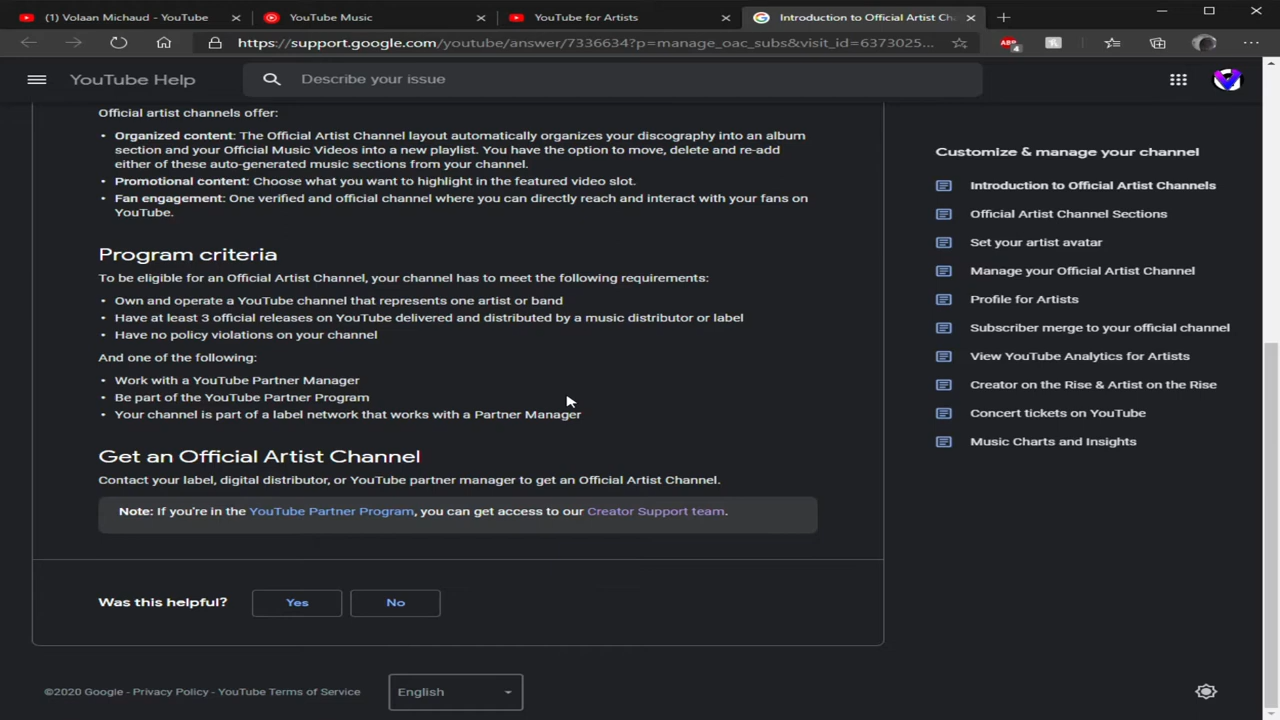 (1) Volaan Michaud - YouTube
YouTube Music
YouTube for Artists
Introduction to Official Artist Ch
https://support.google.com/youtube/answer/7336634?p=manage_oac_subs&visit_id=6373025...
ABP
4
YouTube Help
Describe your issue
Official artist channels offer:
• Organized content: The Official Artist Channel layout automatically organizes your discography into an album
section and your Official Music Videos into a new playlist. You have the option to move, delete and re-add
either of these auto-generated music sections from your channel.
• Promotional content: Choose what you want to highlight in the featured video slot.
• Fan engagement: One verified and official channel where you can directly reach and interact with your fans on
YouTube.
Program criteria
To be eligible for an Official Artist Channel, your channel has to meet the following requirements:
• Own and operate a YouTube channel that represents one artist or band
• Have at least 3 official releases on YouTube delivered and distributed by a music distributor or label
• Have no policy violations on your channel
And one of the following:
• Work with a YouTube Partner Manager
• Be part of the YouTube Partner Program
• Your channel is part of a label network that works with a Partner Manager
Get an Official Artist Channel
Contact your label, digital distributor, or YouTube partner manager to get an Official Artist Channel.
Note: If you're in the YouTube Partner Program, you can get access to our Creator Support team.
Was this helpful?
Yes
No
©2020 Google - Privacy Policy - YouTube Terms of Service
English
Customize & manage your channel
Introduction to Official Artist Channels
Official Artist Channel Sections
Set your artist avatar
Manage your Official Artist Channel
Profile for Artists
Subscriber merge to your official channel
View YouTube Analytics for Artists
Creator on the Rise & Artist on the Rise
Concert tickets on YouTube
Music Charts and Insights